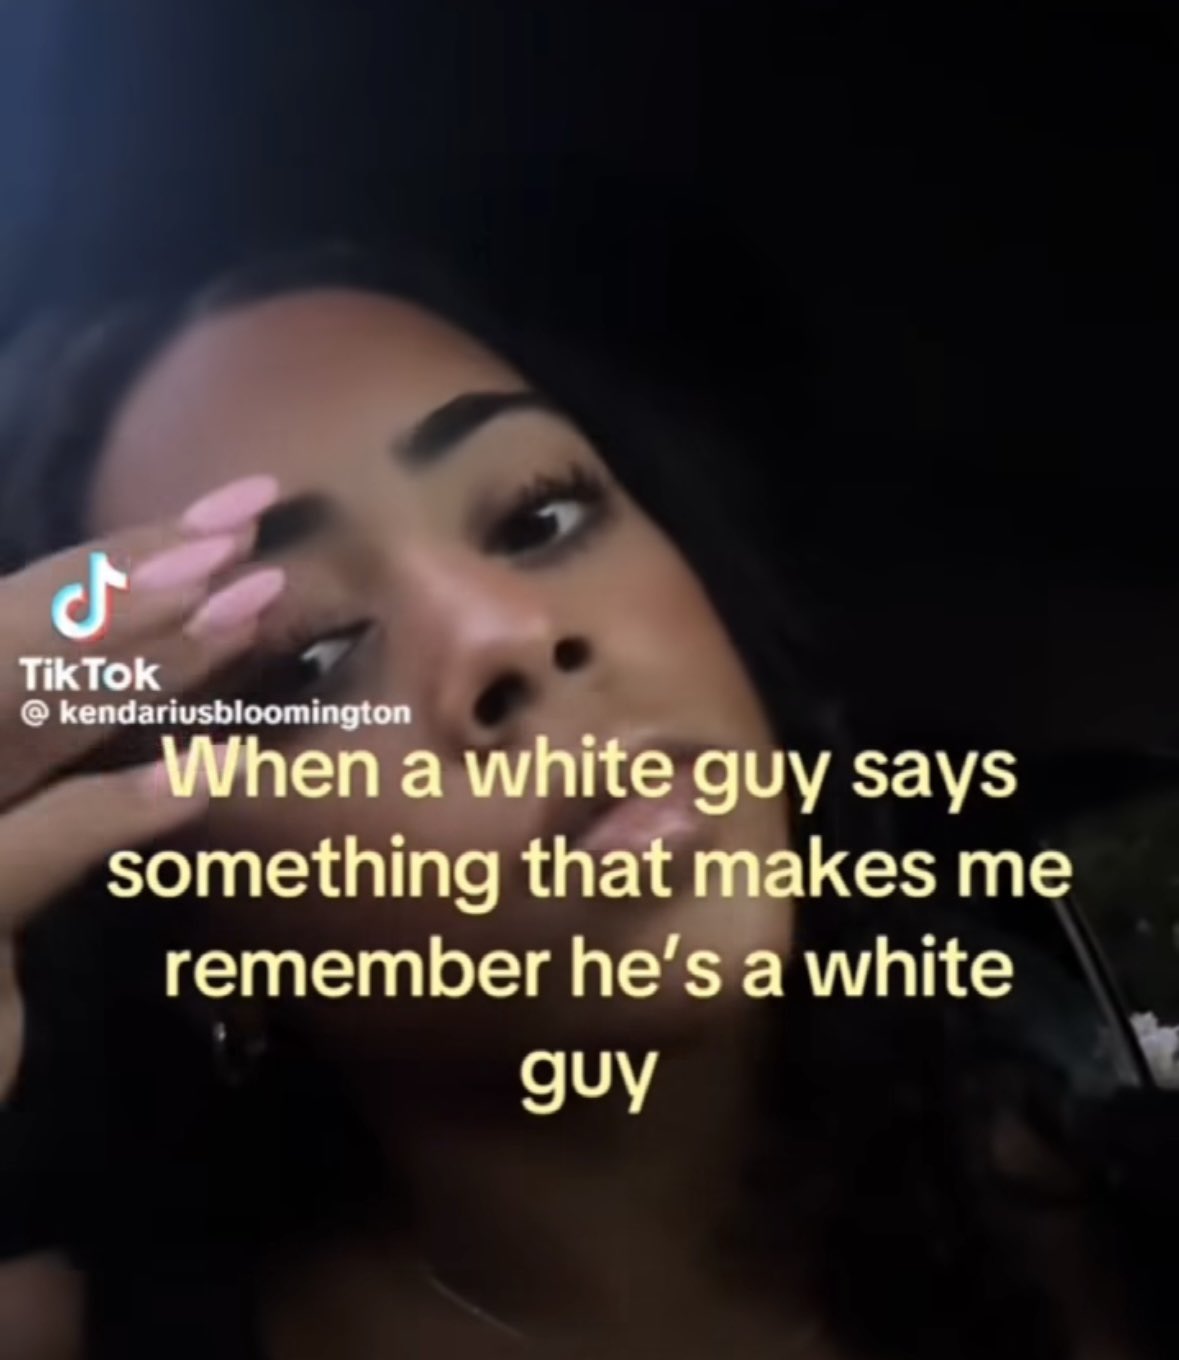 TikTok
@ kendariusbloomington
When a white guy says
something that makes me
remember he's a white
guy